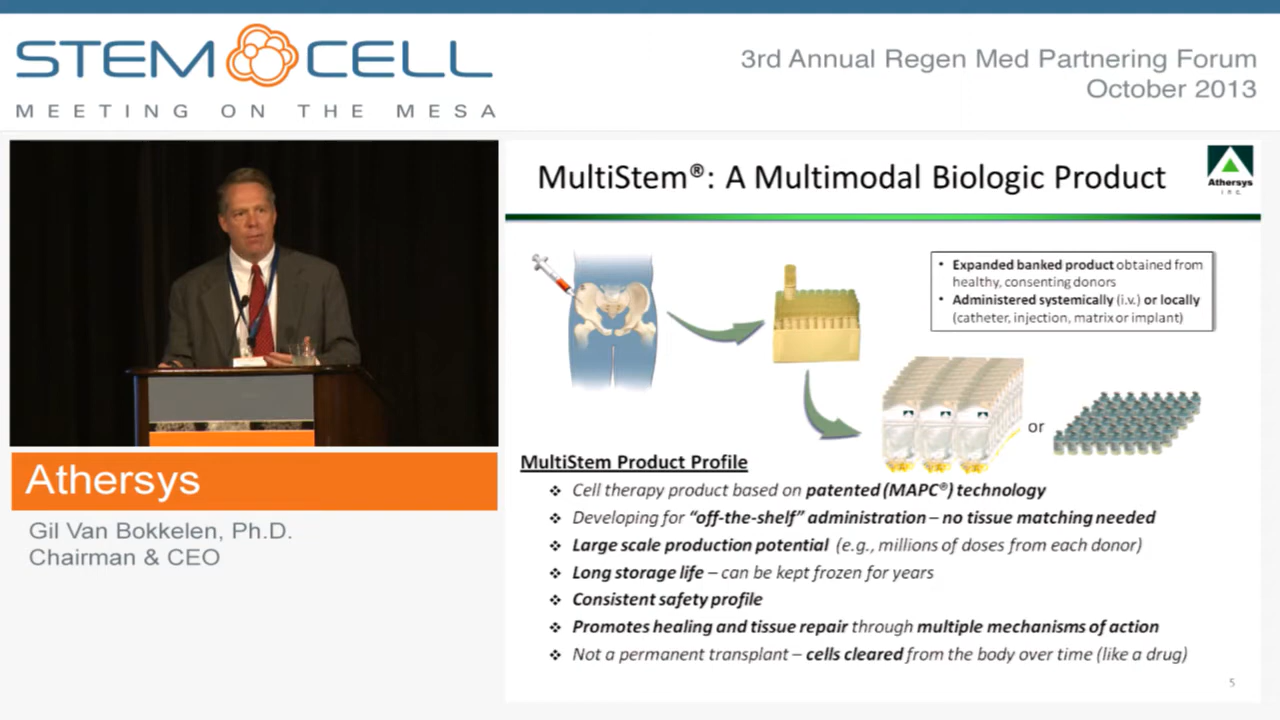 STEM CELL
MEETING ON THE MESA
3rd Annual Regen Med Partnering Forum
October 2013
MultiStem®: A Multimodal Biologic Product
Athersys
inc.
• Expanded banked product obtained from
healthy, consenting donors
• Administered systemically (i.v.) or locally
(catheter, injection, matrix or implant)
or
MultiStem Product Profile
❖ Cell therapy product based on patented (MAPC®) technology
❖ Developing for “off-the-shelf” administration – no tissue matching needed
❖ Large scale production potential (e.g., millions of doses from each donor)
❖ Long storage life – can be kept frozen for years
❖ Consistent safety profile
❖ Promotes healing and tissue repair through multiple mechanisms of action
❖ Not a permanent transplant – cells cleared from the body over time (like a drug)
5
Athersys
Gil Van Bokkelen, Ph.D.
Chairman & CEO